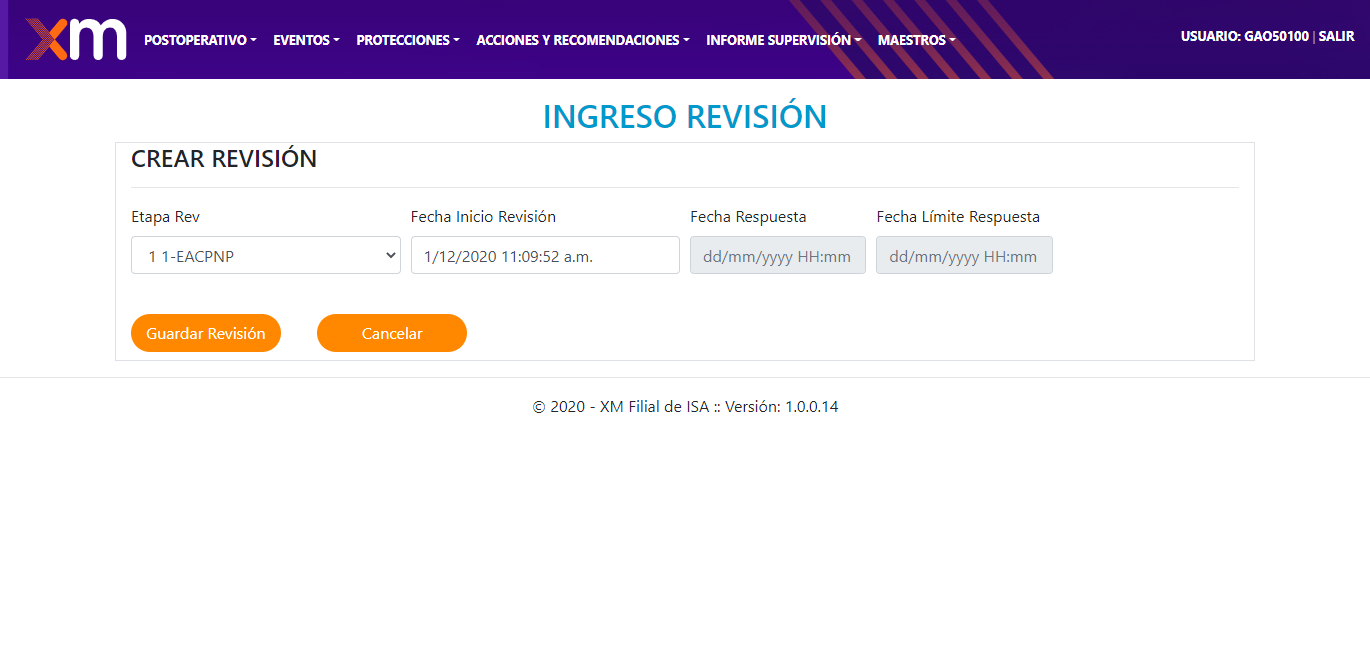 xm POSTOPERATIVO EVENTOS PROTECCIONES ACCIONES Y RECOMENDACIONES INFORME SUPERVISIÓN MAESTROS USUARIO: GAO50100 | SALIR
INGRESO REVISIÓN
CREAR REVISIÓN
Etapa Rev Fecha Inicio Revisión Fecha Respuesta Fecha Límite Respuesta
1 1-EACPNP 1/12/2020 11:09:52 a.m. dd/mm/yyyy HH:mm dd/mm/yyyy HH:mm
Guardar Revisión Cancelar
© 2020 - XM Filial de ISA :: Versión: 1.0.0.14